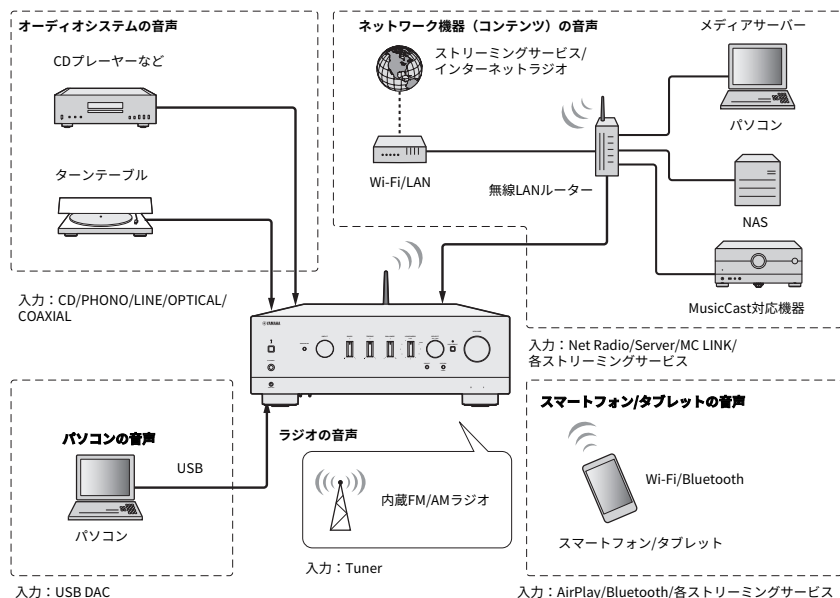 オーディオシステムの音声
CDプレーヤーなど
ターンテーブル
入力：CD/PHONO/LINE/OPTICAL/
COAXIAL
ネットワーク機器（コンテンツ）の音声
ストリーミングサービス/
インターネットラジオ
Wi-Fi/LAN
無線LANルーター
メディアサーバー
パソコン
NAS
MusicCast対応機器
入力：Net Radio/Server/MC LINK/
各ストリーミングサービス
YAMAHA
パソコンの音声
USB
パソコン
入力：USB DAC
ラジオの音声
内蔵FM/AMラジオ
入力：Tuner
スマートフォン/タブレットの音声
Wi-Fi/Bluetooth
スマートフォン/タブレット
入力：AirPlay/Bluetooth/各ストリーミングサービス